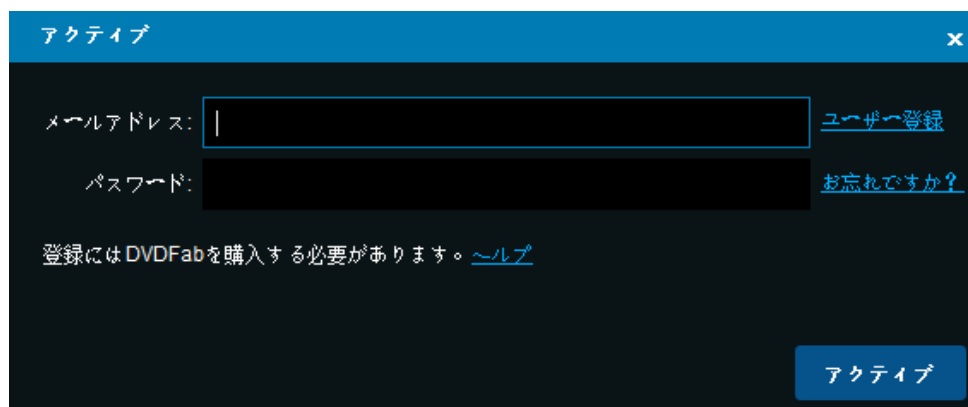 アクティブ x
メールアドレス: ユーザー登録
パスワード: お忘れですか?
登録にはDVDFabを購入する必要があります。ヘルプ
アクティブ